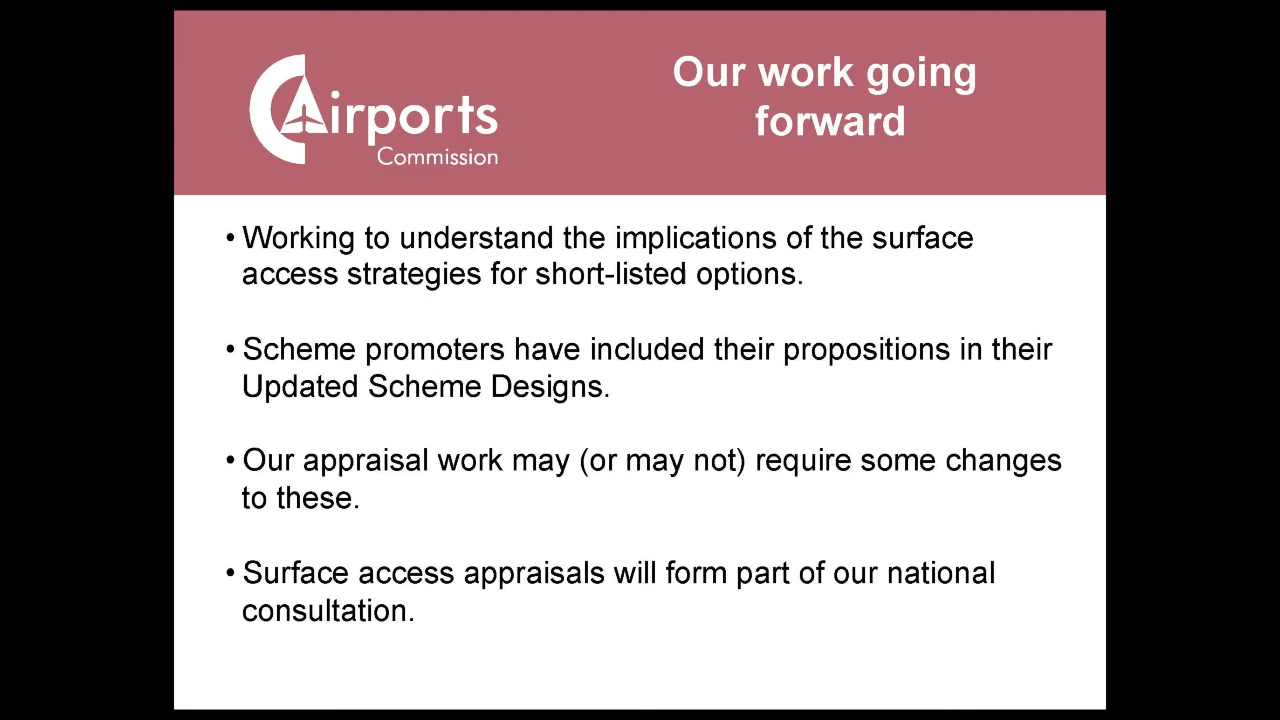 Airports
Commission
Our work going
forward
• Working to understand the implications of the surface
access strategies for short-listed options.
• Scheme promoters have included their propositions in their
Updated Scheme Designs.
• Our appraisal work may (or may not) require some changes
to these.
• Surface access appraisals will form part of our national
consultation.